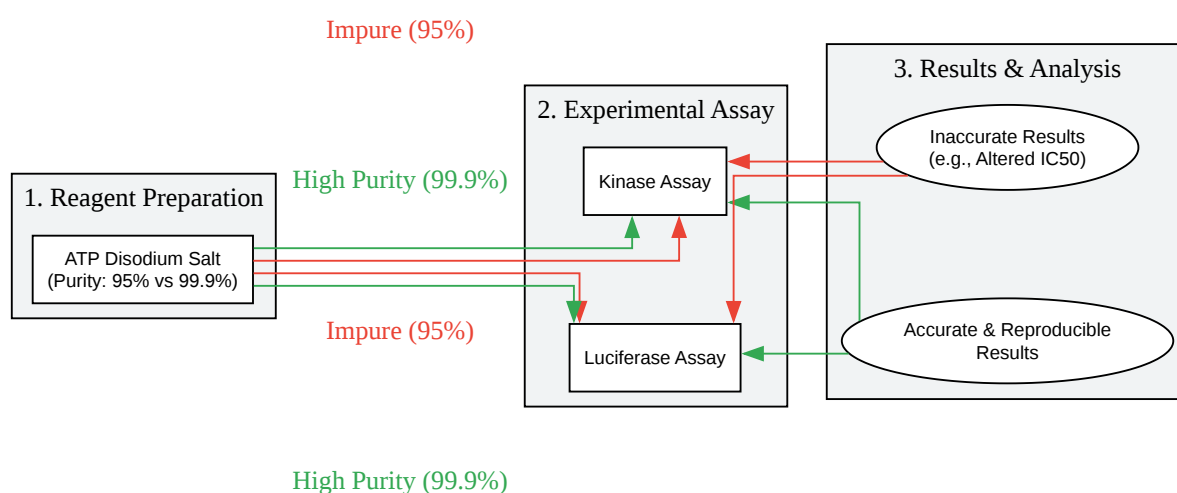 Impure (95%)
High Purity (99.9%)
1. Reagent Preparation
ATP Disodium Salt
(Purity: 95% vs 99.9%)
Impure (95%)
High Purity (99.9%)
2. Experimental Assay
Kinase Assay
Luciferase Assay
3. Results & Analysis
Inaccurate Results
(e.g., Altered IC50)
Accurate & Reproducible
Results